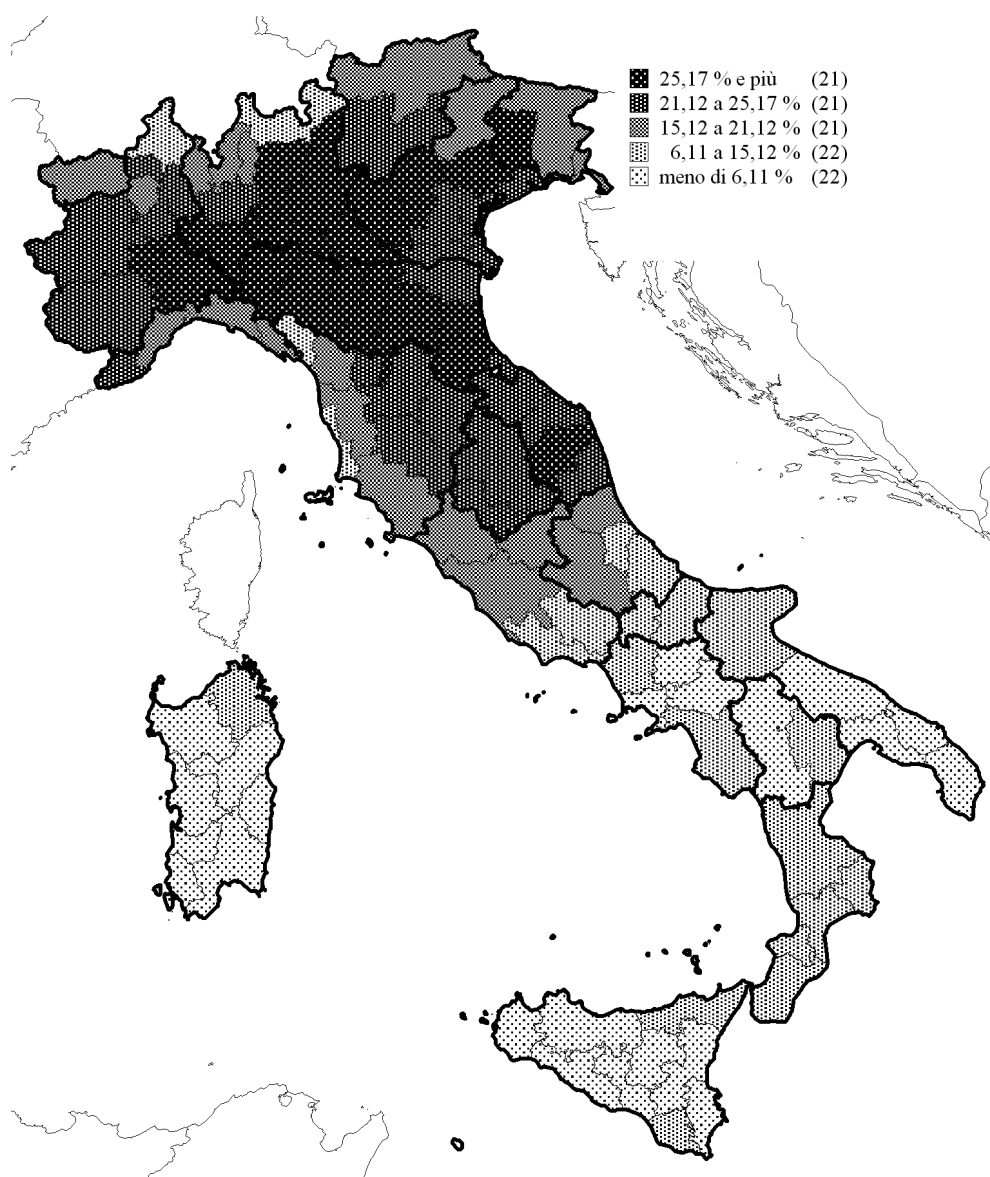 25,17 % e più (21)
21,12 a 25,17 % (21)
15,12 a 21,12 % (21)
6,11 a 15,12 % (22)
meno di 6,11 % (22)